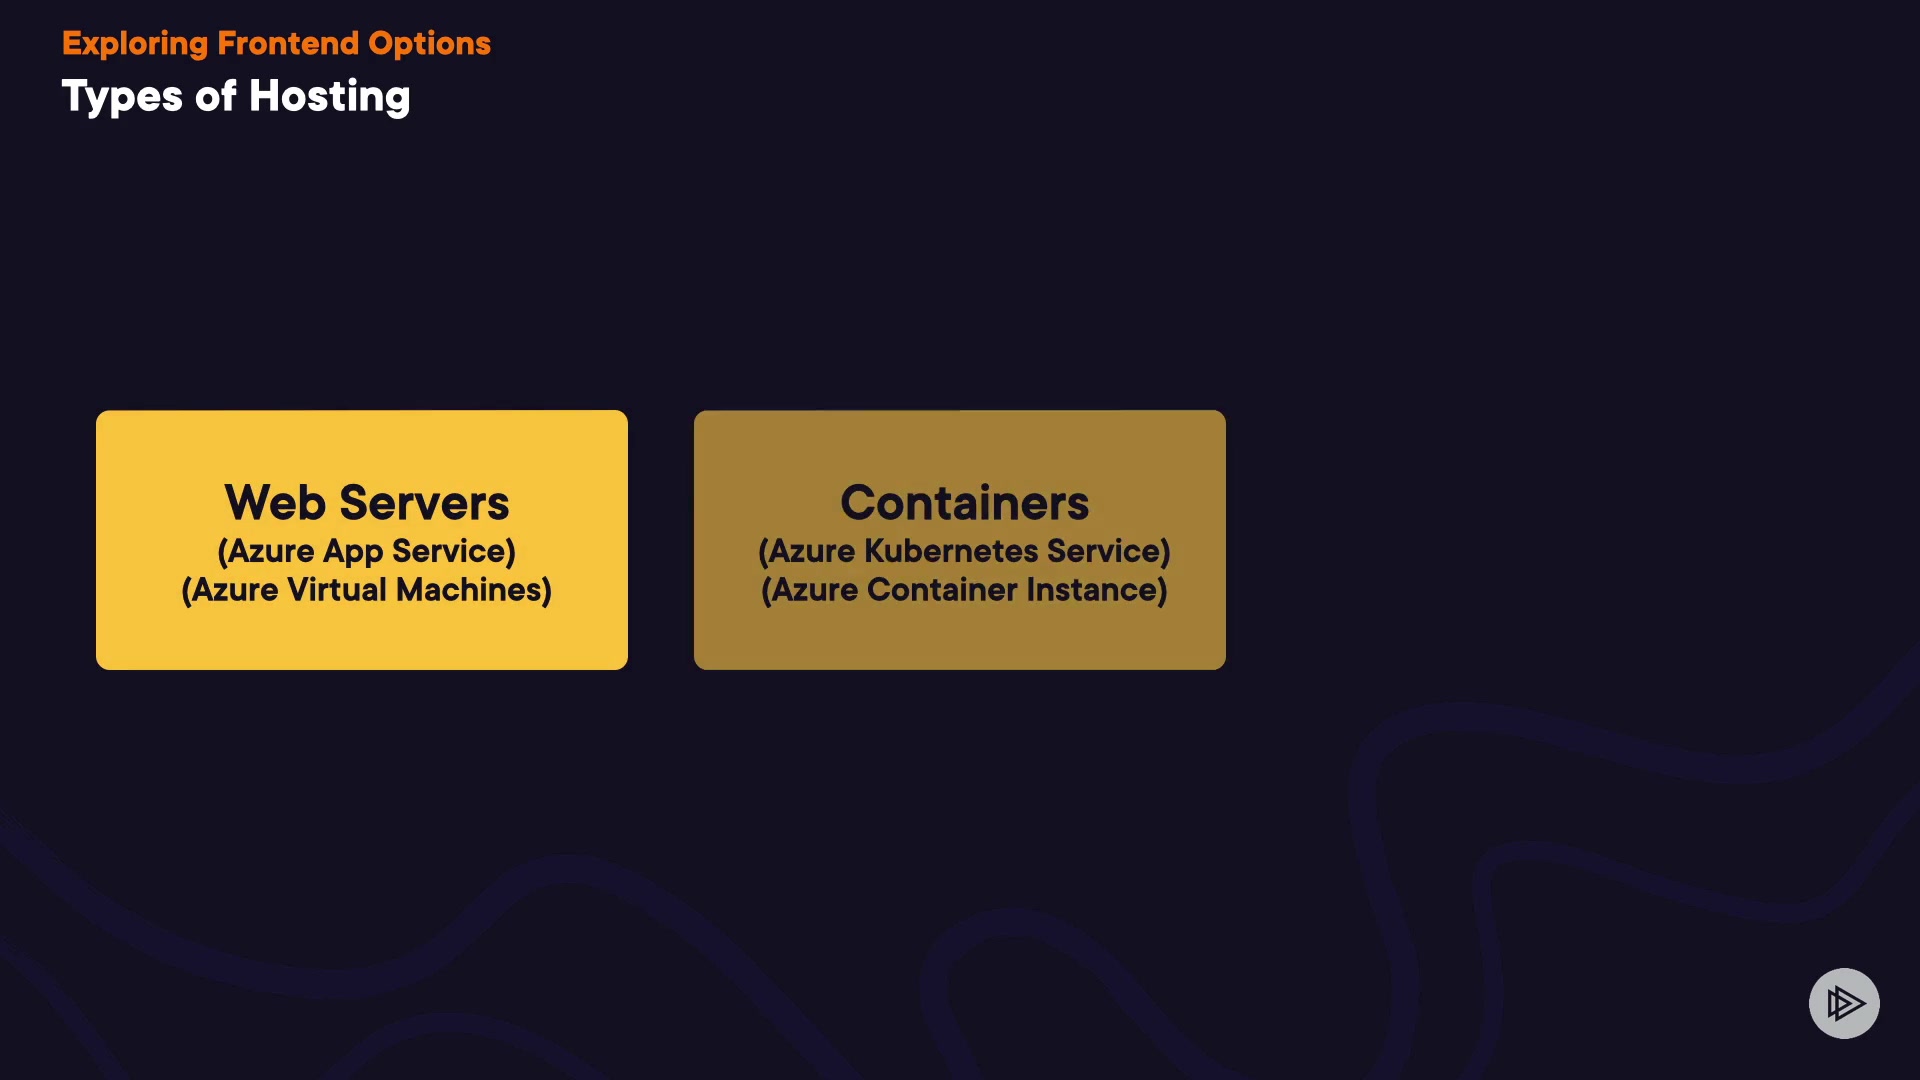 Exploring Frontend Options
Types of Hosting
Web Servers
(Azure App Service)
(Azure Virtual Machines)
Containers
(Azure Kubernetes Service)
(Azure Container Instance)